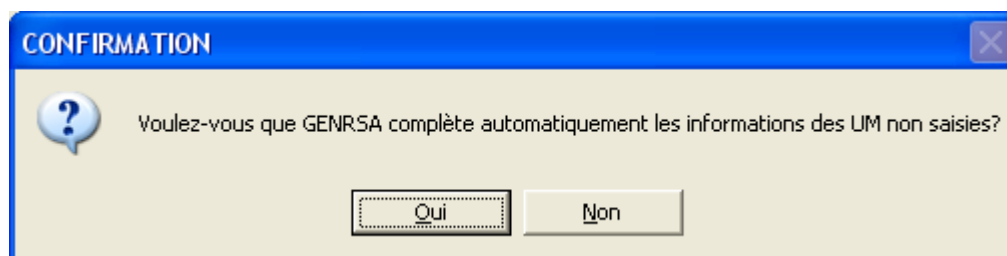 CONFIRMATION
Voulez-vous que GENRSA complète automatiquement les informations des UM non saisies?
Oui
Non